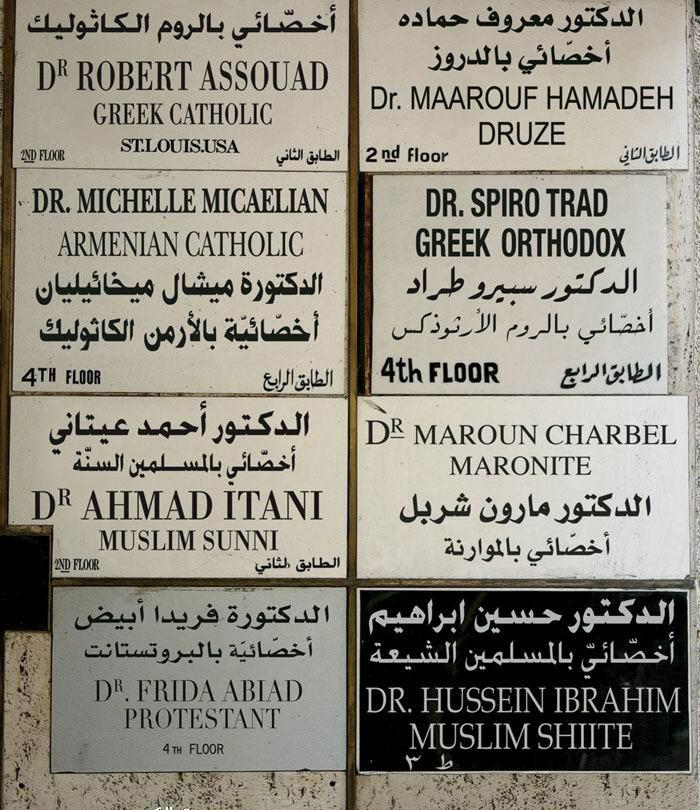 أخصّائي بالروم الكاثوليك
DR ROBERT ASSOUAD
GREEK CATHOLIC
ST.LOUIS.USA
2ND FLOOR الطابق الثاني
الدكتور معروف حماده
أخصّائي بالدروز
Dr. MAAROUF HAMADEH
DRUZE
2nd floor الطابق الثاني
DR. MICHELLE MICAELIAN
ARMENIAN CATHOLIC
الدكتورة ميشال ميخائيليان
أخصّائيّة بالأرمن الكاثوليك
4TH FLOOR الطابق الرابع
DR. SPIRO TRAD
GREEK ORTHODOX
الدكتور سبيرو طراد
أخصّائي بالروم الأرثوذكس
4th FLOOR الطابق الرابع
الدكتور أحمد عيتاني
أخصّائي بالمسلمين السنّة
DR AHMAD ITANI
MUSLIM SUNNI
2ND FLOOR الطابق الثاني
DR MAROUN CHARBEL
MARONITE
الدكتور مارون شربل
أخصّائي بالموارنة
الدكتورة فريدا أبيض
أخصّائيّة بالبروتستانت
DR. FRIDA ABIAD
PROTESTANT
4TH FLOOR
الدكتور حسين ابراهيم
أخصّائيّ بالمسلمين الشيعة
DR. HUSSEIN IBRAHIM
MUSLIM SHIITE
ط ٣